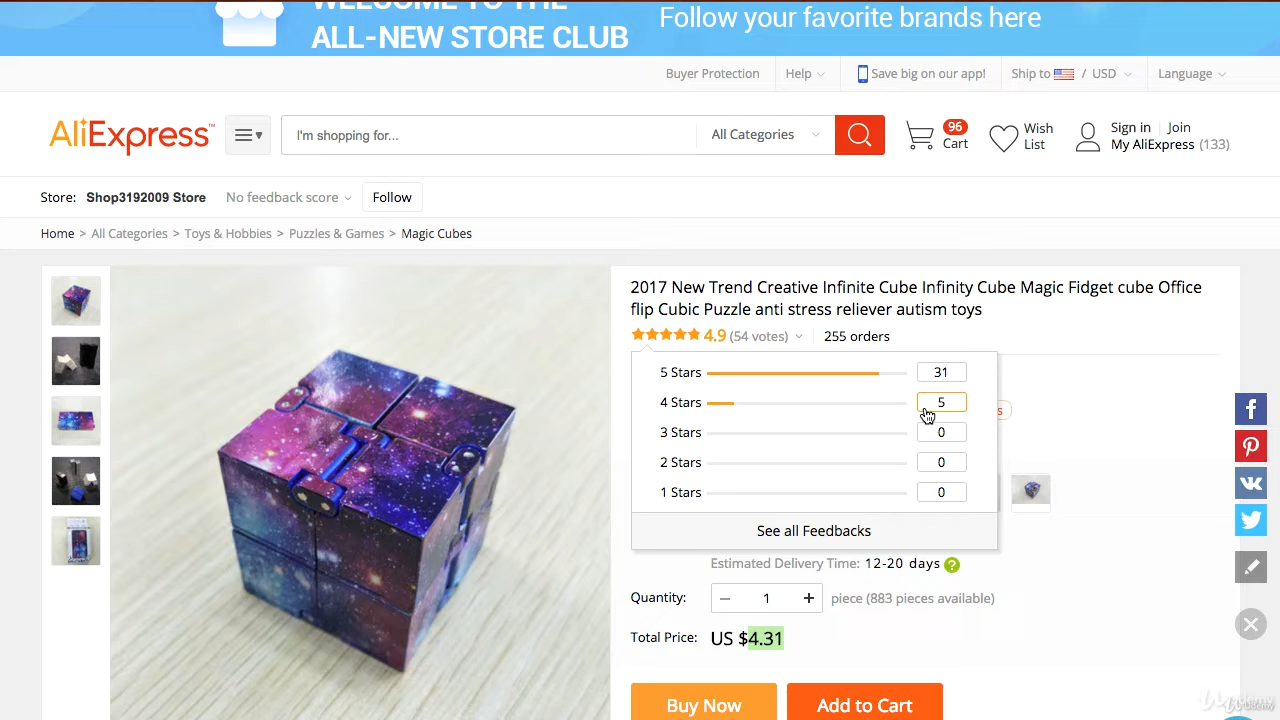 WELCOME TO THE
ALL-NEW STORE CLUB
Follow your favorite brands here
Buyer Protection
Help
Save big on our app!
Ship to / USD
Language
AliExpress™
I'm shopping for...
All Categories
96
Cart
Wish
List
Sign in | Join
My AliExpress (133)
Store: Shop3192009 Store
No feedback score
Follow
Home > All Categories > Toys & Hobbies > Puzzles & Games > Magic Cubes
2017 New Trend Creative Infinite Cube Infinity Cube Magic Fidget cube Office
flip Cubic Puzzle anti stress reliever autism toys
4.9 (54 votes) 255 orders
5 Stars 31
4 Stars 5
s
3 Stars 0
2 Stars 0
1 Stars 0
See all Feedbacks
Estimated Delivery Time: 12-20 days ?
Quantity: − 1 + piece (883 pieces available)
Total Price: US $4.31
Buy Now
Add to Cart
Udemy